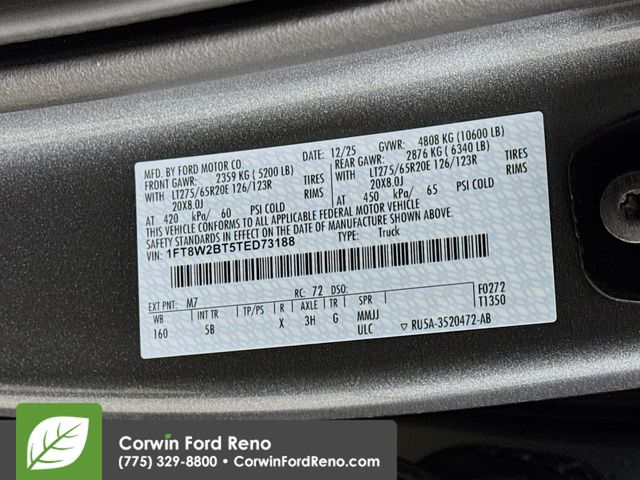 MFD. BY FORD MOTOR CO.
DATE: 12/25 GVWR: 4808 KG (10600 LB)
FRONT GAWR: 2359 KG ( 5200 LB)
REAR GAWR: 2876 KG ( 6340 LB)
WITH LT275/65R20E 126/123R TIRES
WITH LT275/65R20E 126/123R TIRES
20X8.0J RIMS
20X8.0J RIMS
AT 420 kPa/ 60 PSI COLD
AT 450 kPa/ 65 PSI COLD
THIS VEHICLE CONFORMS TO ALL APPLICABLE FEDERAL MOTOR VEHICLE
SAFETY STANDARDS IN EFFECT ON THE DATE OF MANUFACTURE SHOWN ABOVE.
VIN: 1FT8W2BT5TED73188 TYPE: Truck
F0272
T1350
EXT PNT: M7 RC: 72 DSO:
WB INT TR TP/PS R AXLE TR SPR
160 5B X 3H G MMJJ
ULC ▽ RU5A-3520472-AB
Corwin Ford Reno
(775) 329-8800 • CorwinFordReno.com